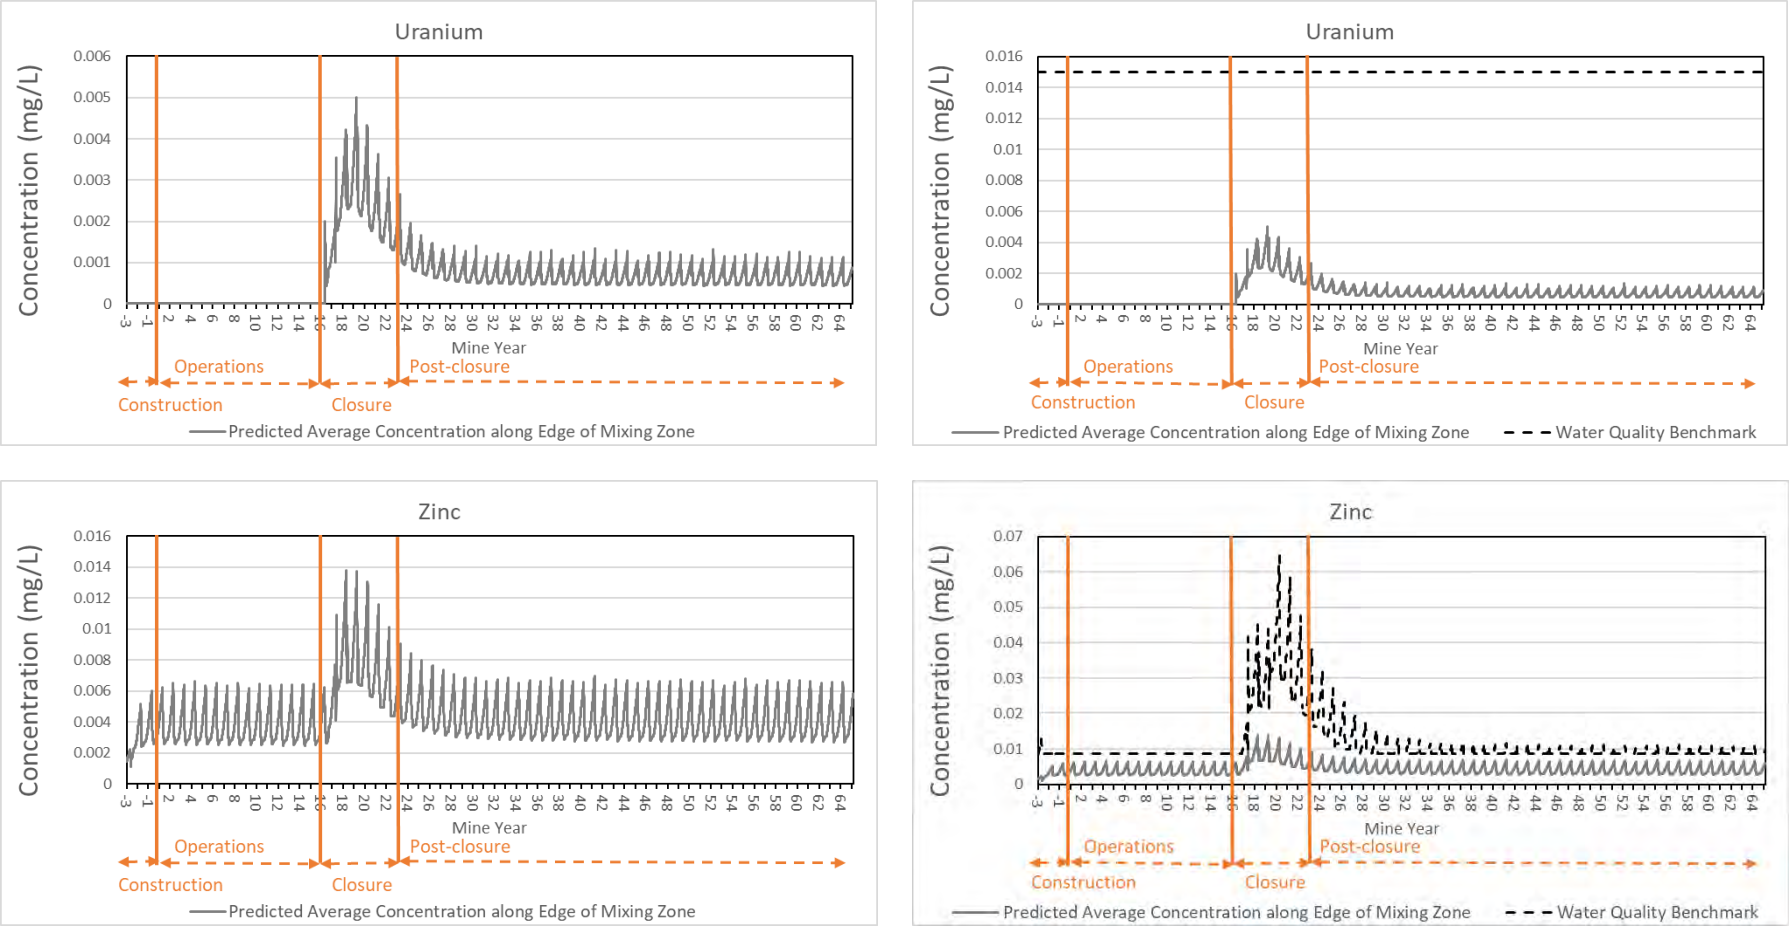 Uranium
Concentration (mg/L)
0.006
0.005
0.004
0.003
0.002
0.001
0
-3 -1 2 4 6 8 10 12 14 16 18 20 22 24 26 28 30 32 34 36 38 40 42 44 46 48 50 52 54 56 58 60 62 64
Mine Year
Operations Post-closure
Construction Closure
Predicted Average Concentration along Edge of Mixing Zone
Uranium
Concentration (mg/L)
0.016
0.014
0.012
0.01
0.008
0.006
0.004
0.002
0
-3 -1 2 4 6 8 10 12 14 16 18 20 22 24 26 28 30 32 34 36 38 40 42 44 46 48 50 52 54 56 58 60 62 64
Mine Year
Operations Post-closure
Construction Closure
Predicted Average Concentration along Edge of Mixing Zone Water Quality Benchmark
Zinc
Concentration (mg/L)
0.016
0.014
0.012
0.01
0.008
0.006
0.004
0.002
0
-3 -1 2 4 6 8 10 12 14 16 18 20 22 24 26 28 30 32 34 36 38 40 42 44 46 48 50 52 54 56 58 60 62 64
Mine Year
Operations Post-closure
Construction Closure
Predicted Average Concentration along Edge of Mixing Zone
Zinc
Concentration (mg/L)
0.07
0.06
0.05
0.04
0.03
0.02
0.01
0
-3 -1 2 4 6 8 10 12 14 16 18 20 22 24 26 28 30 32 34 36 38 40 42 44 46 48 50 52 54 56 58 60 62 64
Mine Year
Operations Post-closure
Construction Closure
Predicted Average Concentration along Edge of Mixing Zone Water Quality Benchmark